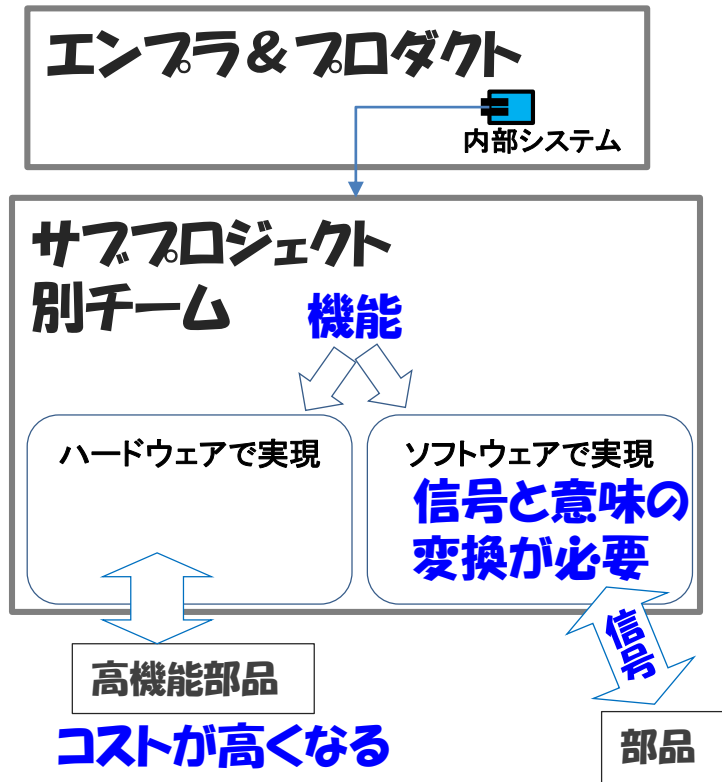 エンプラ&プロダクト
内部システム
サブプロジェクト
別チーム
機能
ハードウェアで実現
ソフトウェアで実現
信号と意味の
変換が必要
信号
高機能部品
コストが高くなる
部品